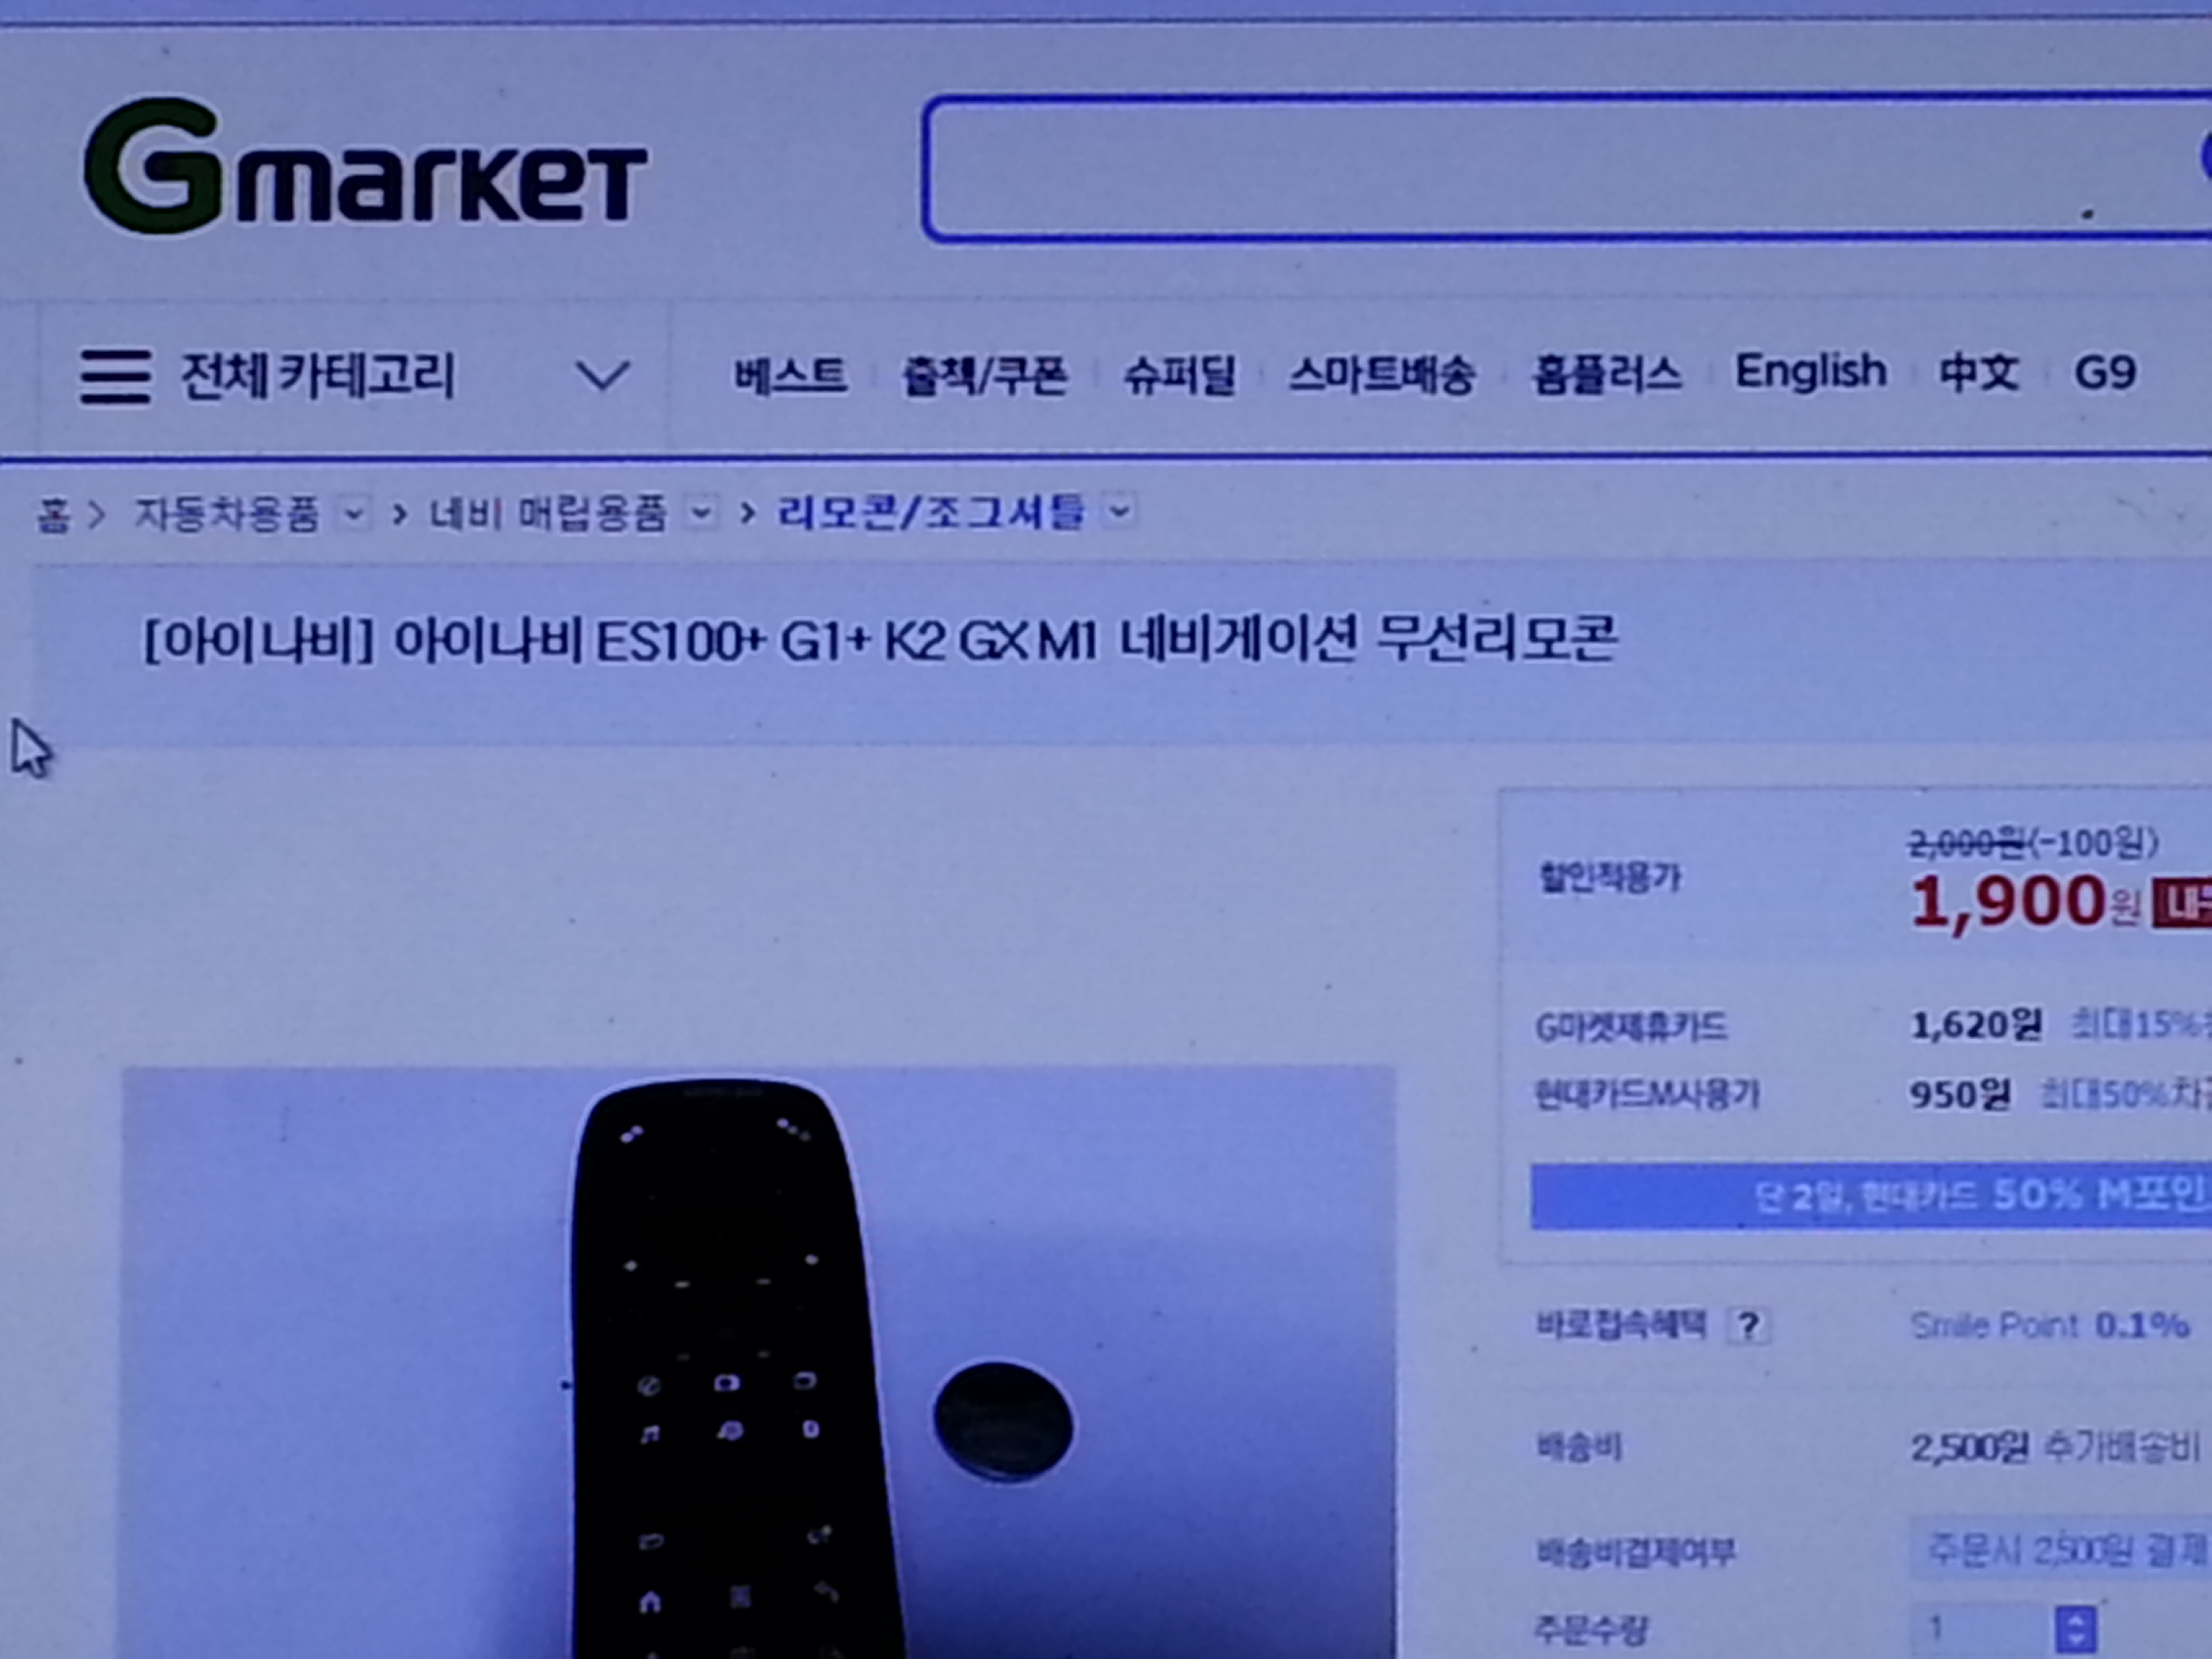 Gmarket
전체 카테고리
베스트 출책/쿠폰 슈퍼딜 스마트배송 홈플러스 English 中文 G9
홈 > 자동차용품 > 네비 매립용품 > 리모콘/조그셔틀
[아이나비] 아이나비 ES100+ G1+ K2 GX M1 네비게이션 무선리모콘
할인적용가
2,000원(-100원)
1,900원
G마켓제휴카드 1,620원 최대15%
현대카드M사용가 950원 최대50%
단 2일, 현대카드 50% M포인
바로접속혜택 ? Smile Point 0.1%
배송비 2,500원 추가배송비
배송비결제여부 주문시 2,500원 결제
주문수량 1